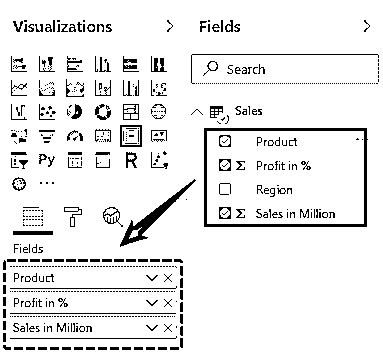 Visualizations
Py
R
Fields
Product
Profit in %
Sales in Million
Fields
Search
Sales
Product
Σ Profit in %
Region
Σ Sales in Million